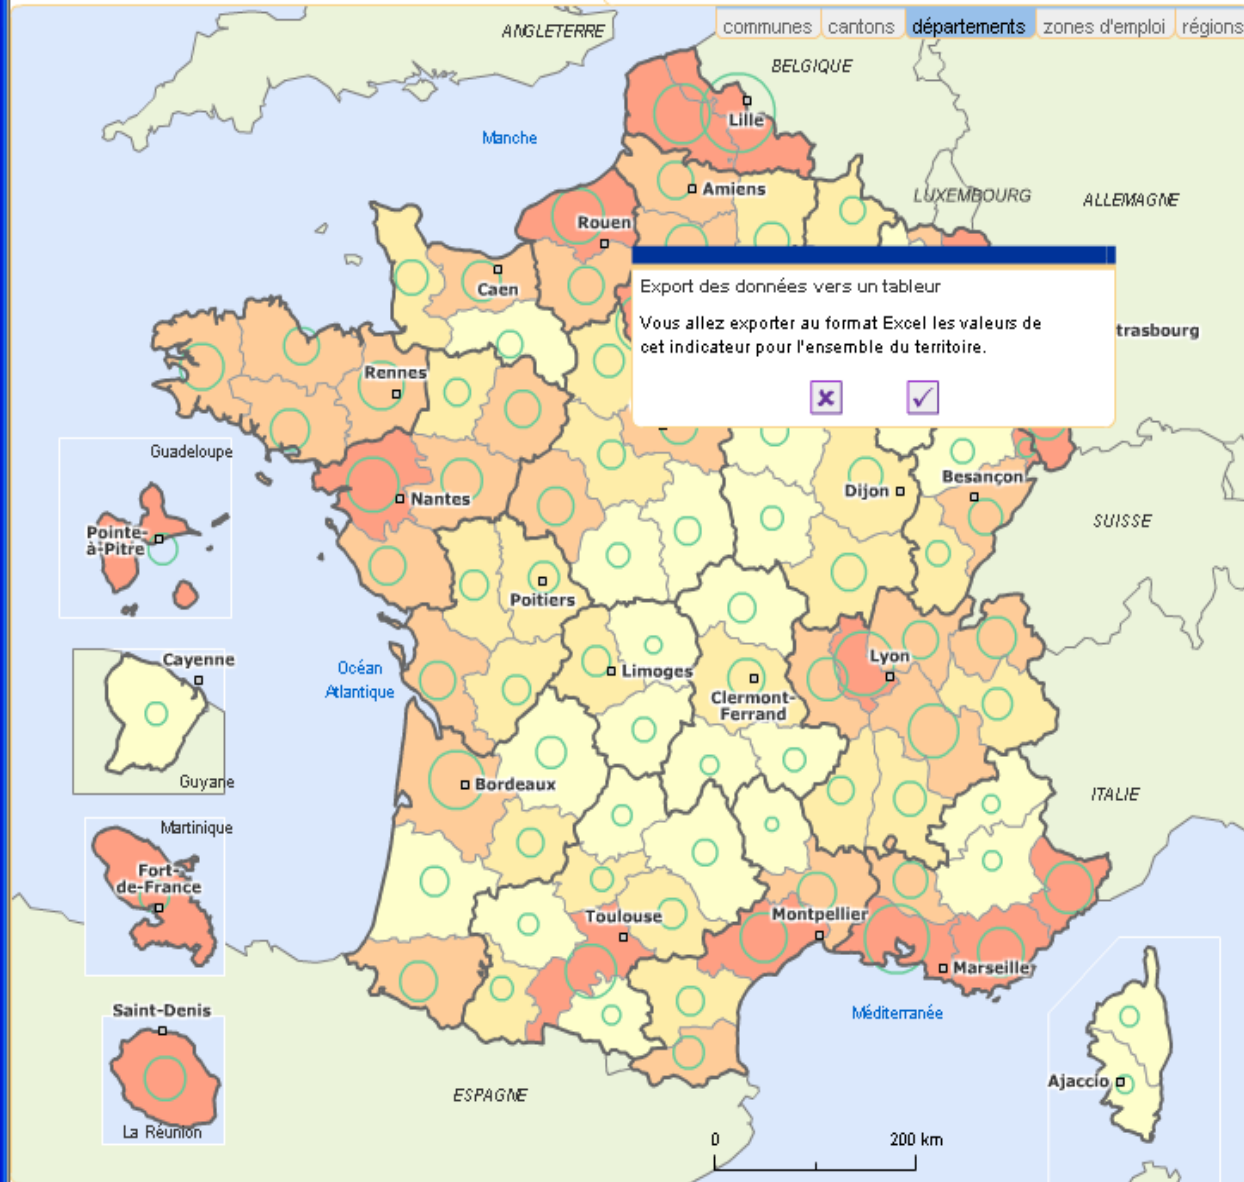 ANGLETERRE
communes
cantons
départements
zones d'emploi
régions
BELGIQUE
Lille
Manche
Amiens
LUXEMBOURG
ALLEMAGNE
Rouen
Caen
Export des données vers un tableur
Vous allez exporter au format Excel les valeurs de
cet indicateur pour l'ensemble du territoire.
trasbourg
Rennes
Guadeloupe
Nantes
Dijon
Besançon
Pointe-
à-Pitre
SUISSE
Poitiers
Cayenne
Océan
Atlantique
Limoges
Lyon
Clermont-
Ferrand
Guyane
Bordeaux
ITALIE
Martinique
Fort-
de-France
Toulouse
Montpellier
Marseille
Saint-Denis
Méditerranée
Ajaccio
ESPAGNE
La Réunion
0
200 km